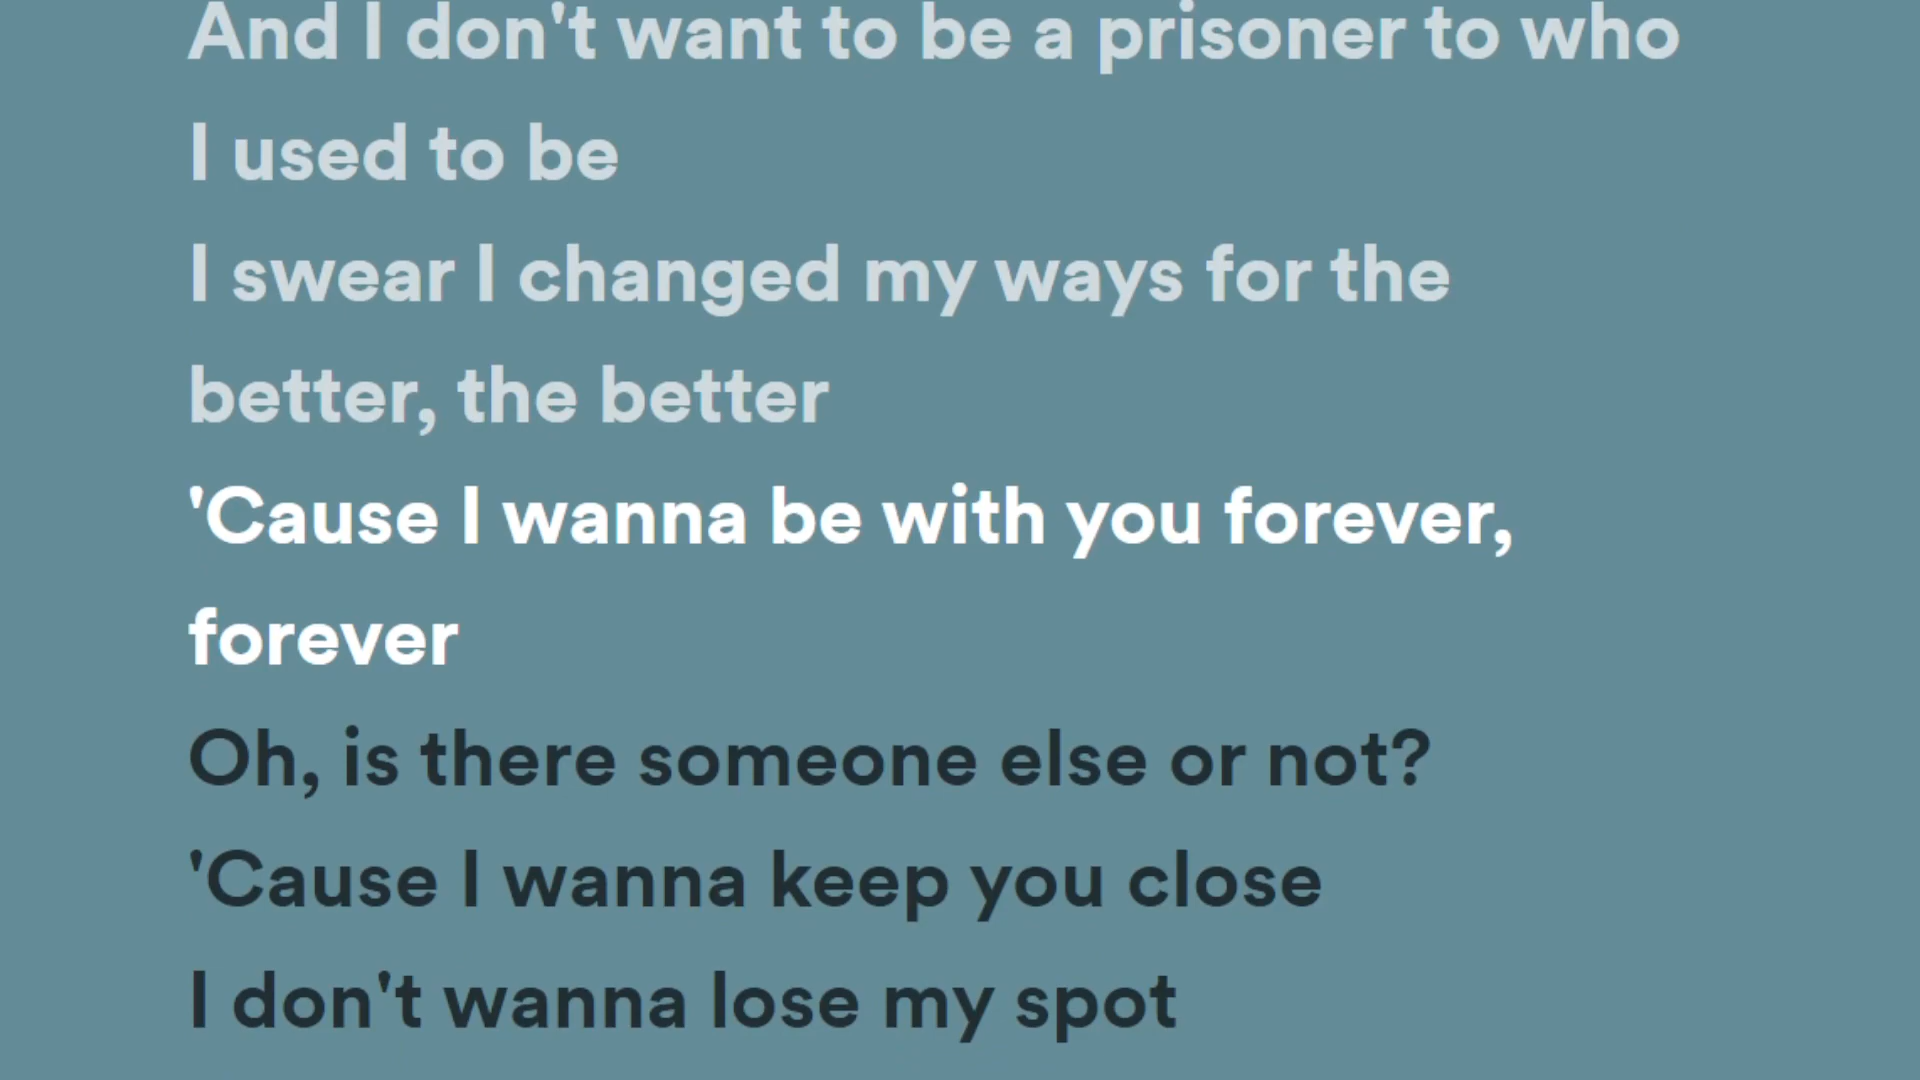 And I don't want to be a prisoner to who
I used to be
I swear I changed my ways for the
better, the better
'Cause I wanna be with you forever,
forever
Oh, is there someone else or not?
'Cause I wanna keep you close
I don't wanna lose my spot